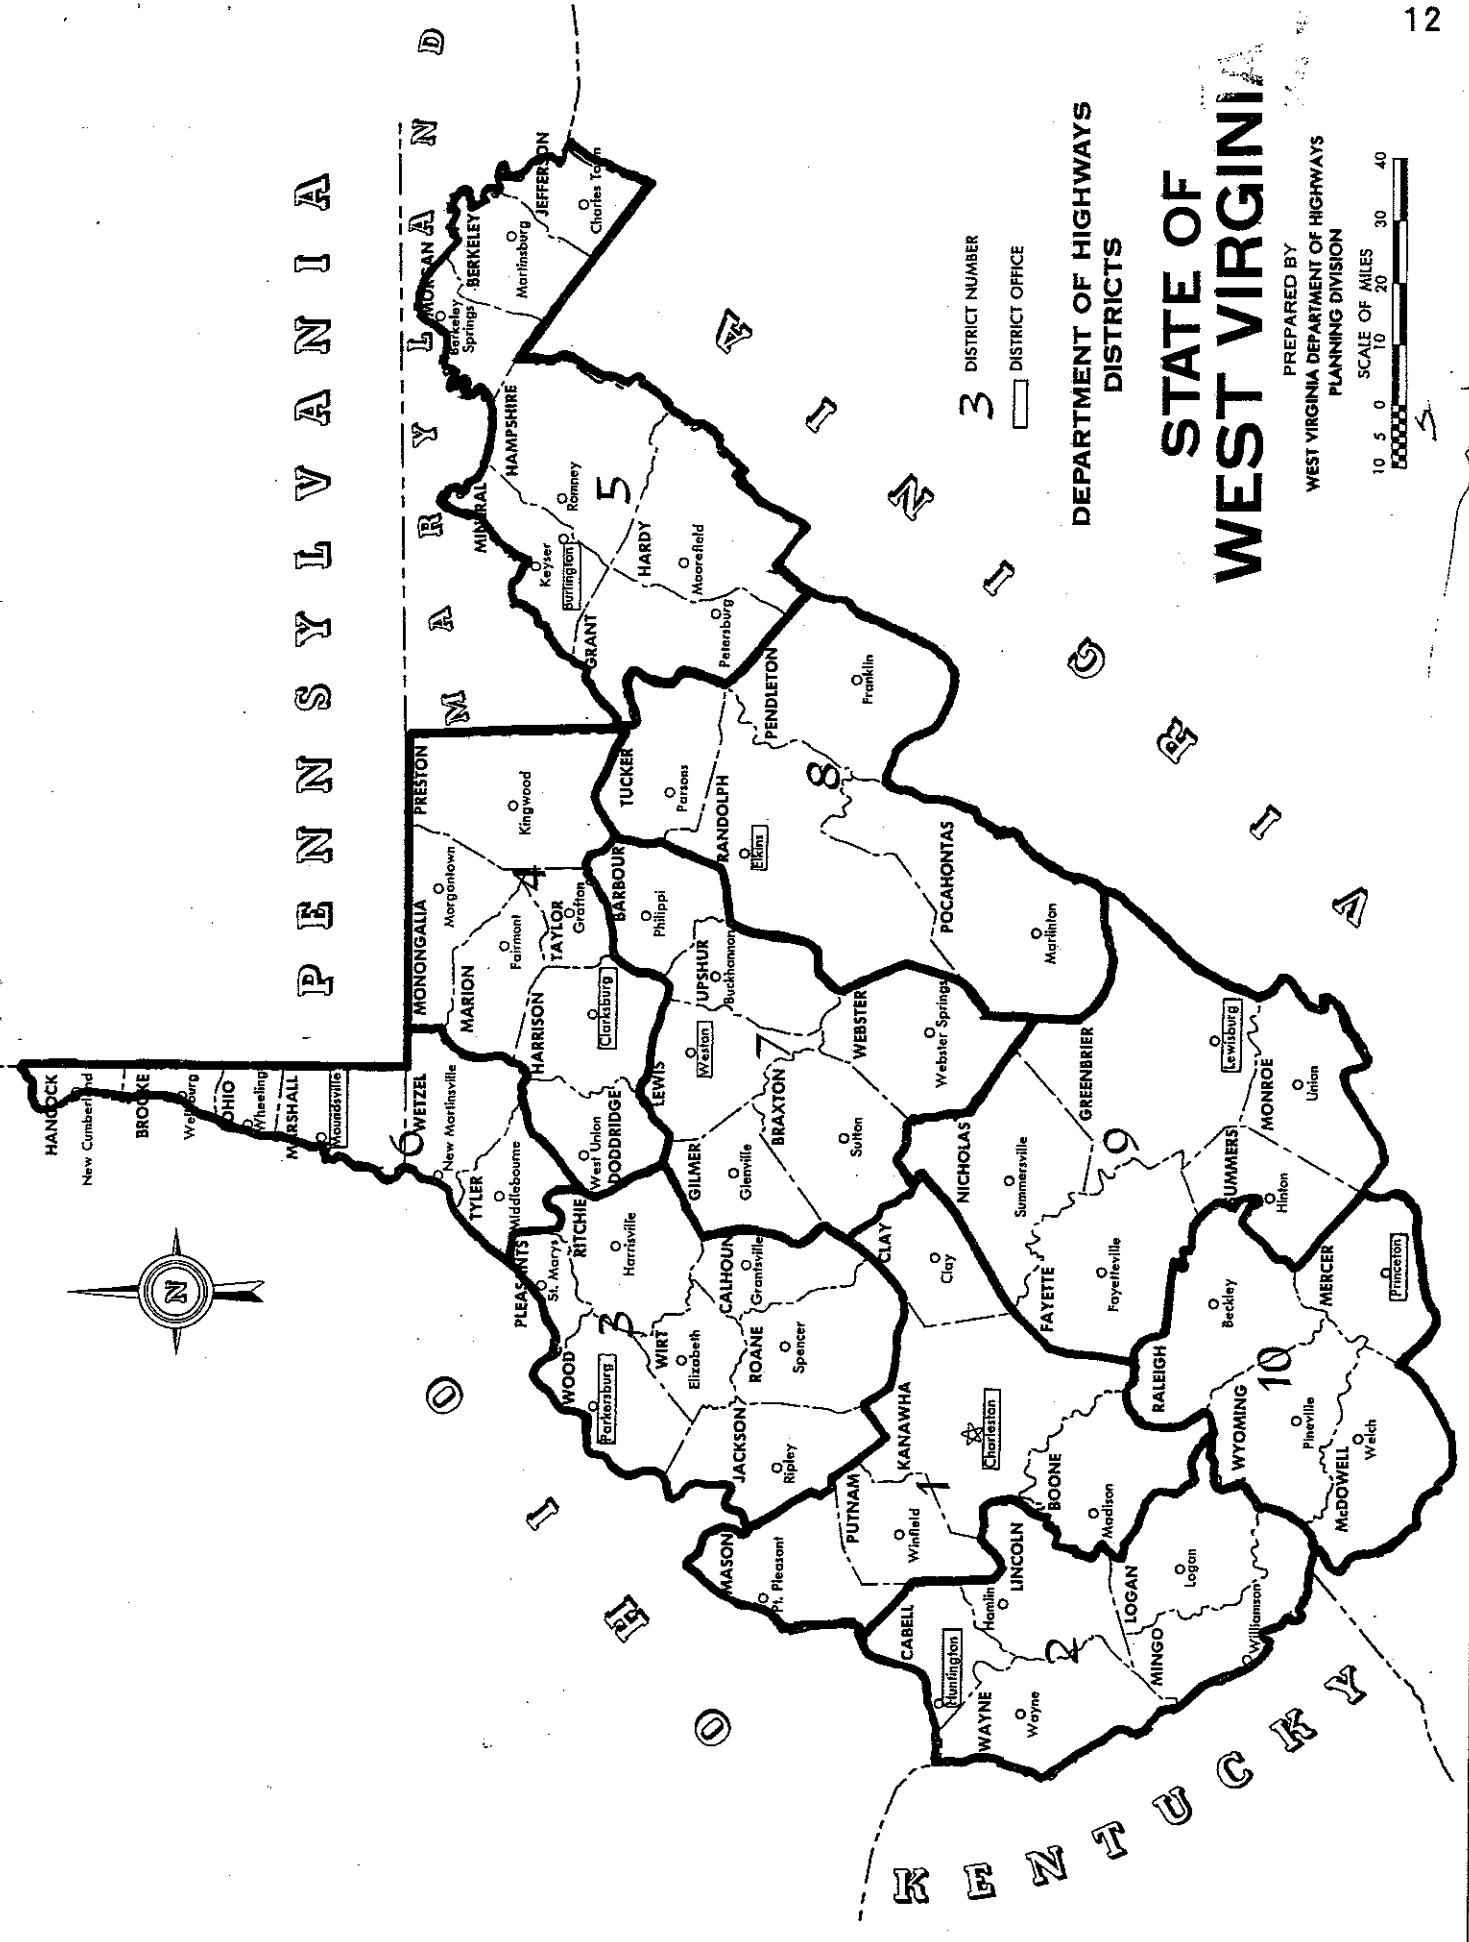 12
PENNSYLVANIA
MARYLAND
OHIO
KENTUCKY
VIRGINIA
N
HANCOCK
New Cumberland
BROOKE
Wellsburg
OHIO
Wheeling
MARSHALL
Moundsville
6
WETZEL
New Martinsville
TYLER
Middlebourne
MONONGALIA
Morgantown
PRESTON
Kingwood
MARION
Fairmont
4
TAYLOR
Grafton
HARRISON
Clarksburg
West Union
DODDRIDGE
PLEASANTS
St. Marys
RITCHIE
Harrisville
WOOD
Parkersburg
3
WIRT
Elizabeth
CALHOUN
Grantsville
ROANE
Spencer
JACKSON
Ripley
MORGAN
Berkeley
Springs
BERKELEY
Martinsburg
JEFFERSON
Charles Town
HAMPSHIRE
Romney
MINERAL
Keyser
Burlington
5
HARDY
Moorefield
GRANT
Petersburg
TUCKER
Parsons
RANDOLPH
Elkins
PENDLETON
Franklin
8
POCAHONTAS
Marlinton
BARBOUR
Philippi
UPSHUR
Buckhannon
LEWIS
Weston
7
WEBSTER
Webster Springs
BRAXTON
Sutton
GILMER
Glenville
MASON
Pt. Pleasant
PUTNAM
Winfield
1
KANAWHA
Charleston
CLAY
Clay
BOONE
Madison
NICHOLAS
Summersville
GREENBRIER
Lewisburg
9
FAYETTE
Fayetteville
SUMMERS
Hinton
MONROE
Union
CABELL
Huntington
LINCOLN
Hamlin
WAYNE
Wayne
2
LOGAN
Logan
MINGO
Williamson
RALEIGH
Beckley
10
WYOMING
Pineville
MERCER
Princeton
McDOWELL
Welch
3 DISTRICT NUMBER
DISTRICT OFFICE
DEPARTMENT OF HIGHWAYS
DISTRICTS
STATE OF
WEST VIRGINIA
PREPARED BY
WEST VIRGINIA DEPARTMENT OF HIGHWAYS
PLANNING DIVISION
SCALE OF MILES
10 5 0 10 20 30 40
5